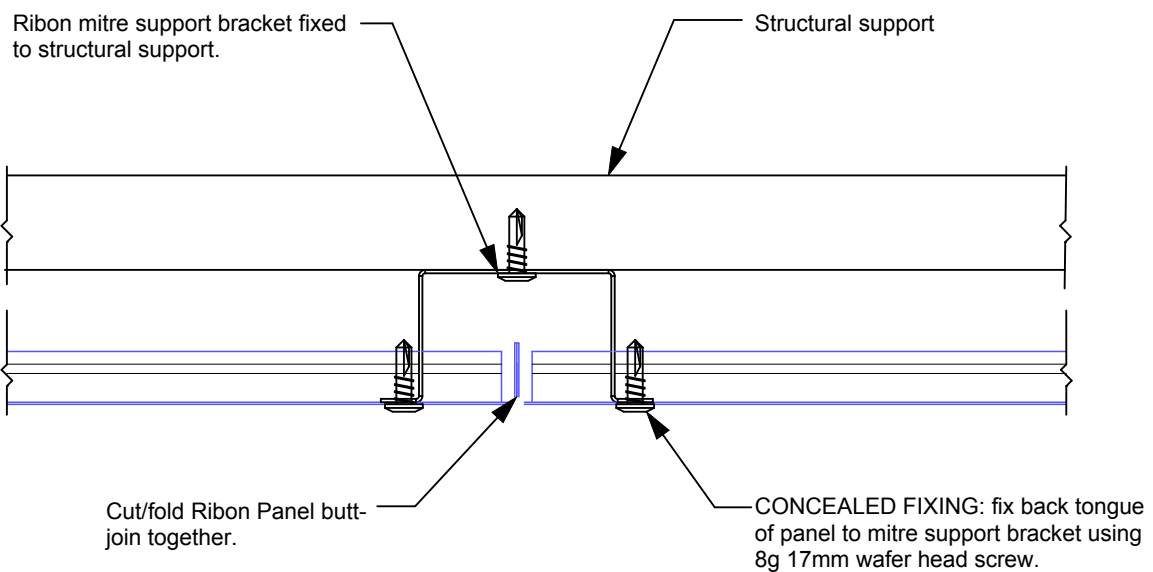 Ribon mitre support bracket fixed
to structural support.
Structural support
Cut/fold Ribon Panel butt-
join together.
CONCEALED FIXING: fix back tongue
of panel to mitre support bracket using
8g 17mm wafer head screw.